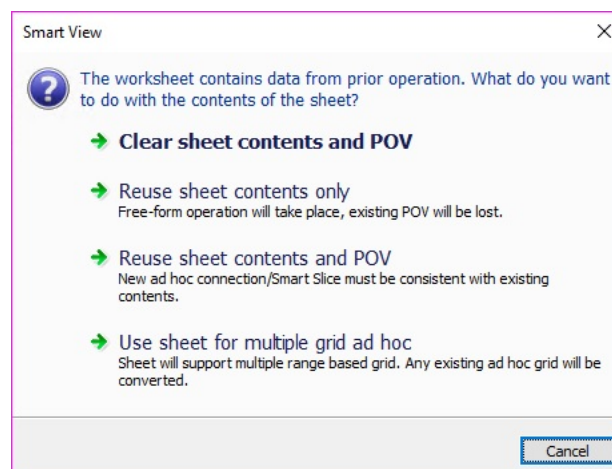 Smart View
The worksheet contains data from prior operation. What do you want
to do with the contents of the sheet?
Clear sheet contents and POV
Reuse sheet contents only
Free-form operation will take place, existing POV will be lost.
Reuse sheet contents and POV
New ad hoc connection/Smart Slice must be consistent with existing
contents.
Use sheet for multiple grid ad hoc
Sheet will support multiple range based grid. Any existing ad hoc grid will be
converted.
Cancel